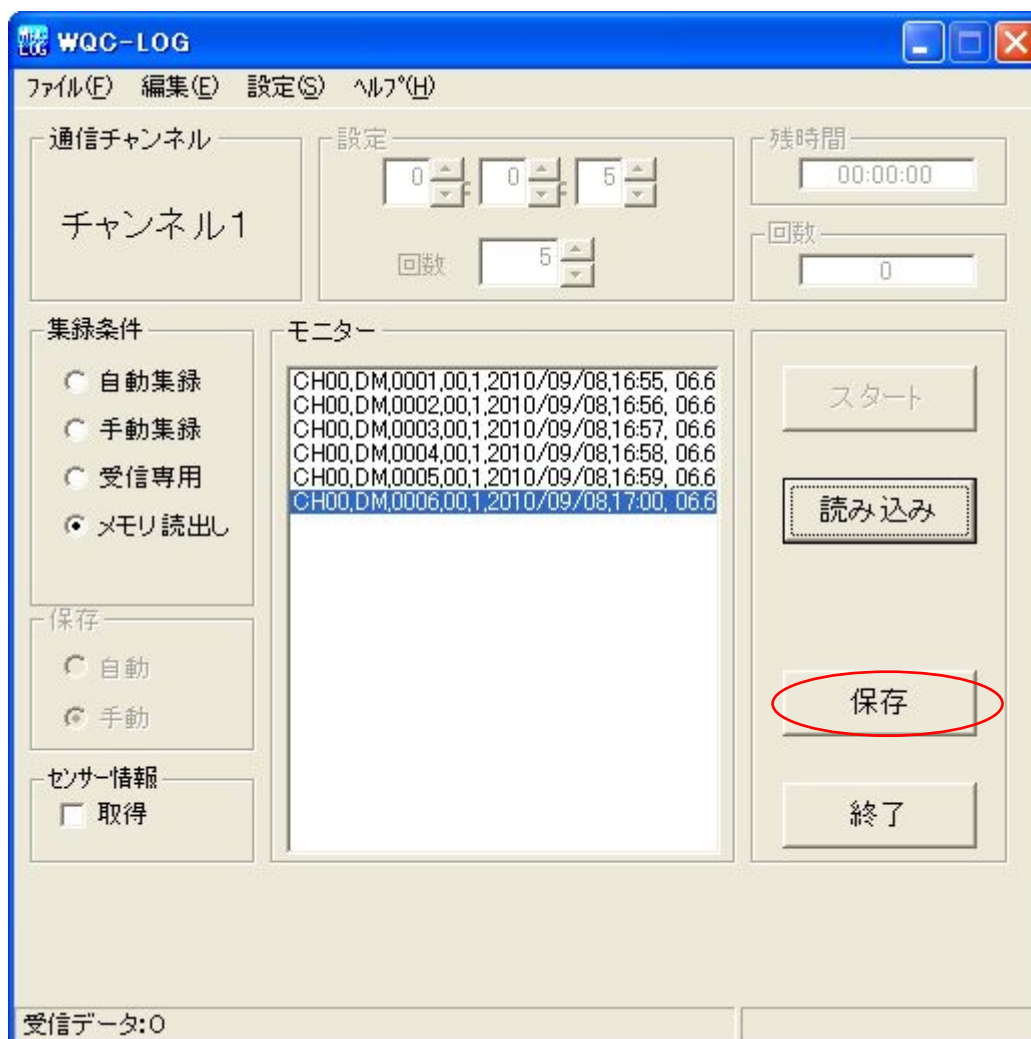 WQC-LOG
ファイル(F) 編集(E) 設定(S) ヘルプ(H)
通信チャンネル
チャンネル1
設定
0 : 0 : 5
回数 5
残時間
00:00:00
回数
0
集録条件
自動集録
手動集録
受信専用
メモリ読出し
保存
自動
手動
センサー情報
取得
モニター
CH00,DM,0001,00,1,2010/09/08,16:55, 06.6
CH00,DM,0002,00,1,2010/09/08,16:56, 06.6
CH00,DM,0003,00,1,2010/09/08,16:57, 06.6
CH00,DM,0004,00,1,2010/09/08,16:58, 06.6
CH00,DM,0005,00,1,2010/09/08,16:59, 06.6
CH00,DM,0006,00,1,2010/09/08,17:00, 06.6
スタート
読み込み
保存
終了
受信データ:0